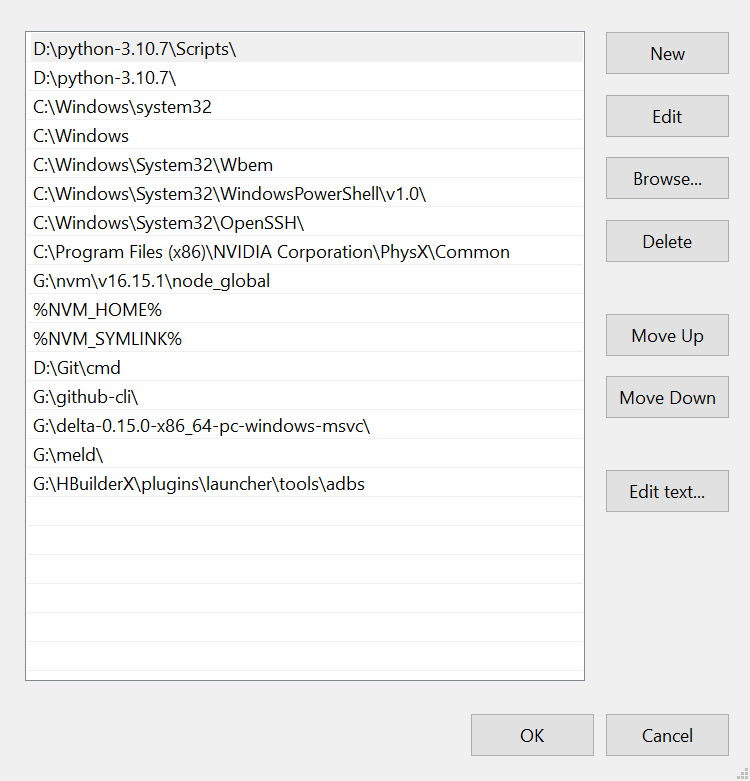 D:\python-3.10.7\Scripts\
D:\python-3.10.7\
C:\Windows\system32
C:\Windows
C:\Windows\System32\Wbem
C:\Windows\System32\WindowsPowerShell\v1.0\
C:\Windows\System32\OpenSSH\
C:\Program Files (x86)\NVIDIA Corporation\PhysX\Common
G:\nvm\v16.15.1\node_global
%NVM_HOME%
%NVM_SYMLINK%
D:\Git\cmd
G:\github-cli\
G:\delta-0.15.0-x86_64-pc-windows-msvc\
G:\meld\
G:\HBuilderX\plugins\launcher\tools\adbs
New
Edit
Browse...
Delete
Move Up
Move Down
Edit text...
OK
Cancel